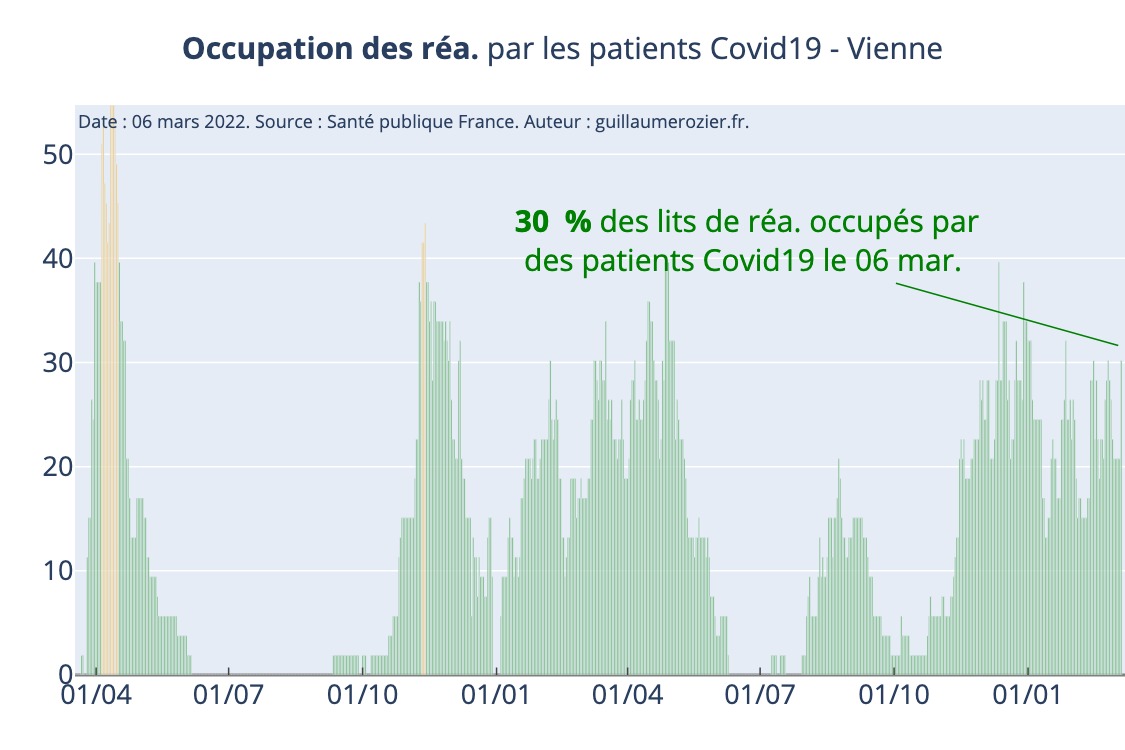 Occupation des réa. par les patients Covid19 - Vienne
Date : 06 mars 2022. Source : Santé publique France. Auteur : guillaumerozier.fr.
50
30  % des lits de réa. occupés par
des patients Covid19 le 06 mar.
40
30
20
10
0
01/04 01/07 01/10 01/01 01/04 01/07 01/10 01/01